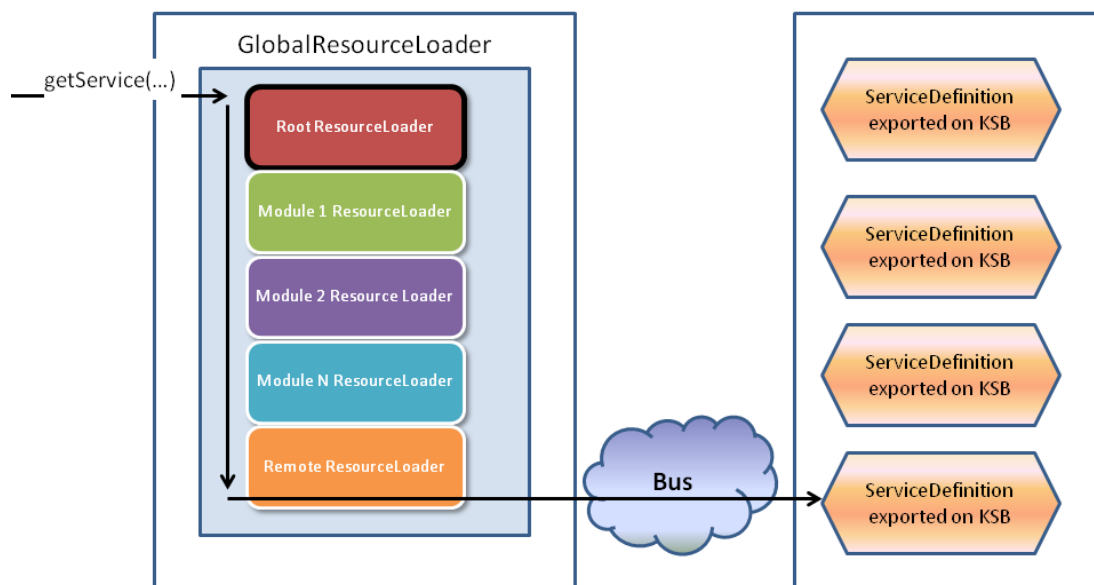 GlobalResourceLoader
getService(...)
Root ResourceLoader
Module 1 ResourceLoader
Module 2 Resource Loader
Module N ResourceLoader
Remote ResourceLoader
Bus
ServiceDefinition
exported on KSB
ServiceDefinition
exported on KSB
ServiceDefinition
exported on KSB
ServiceDefinition
exported on KSB